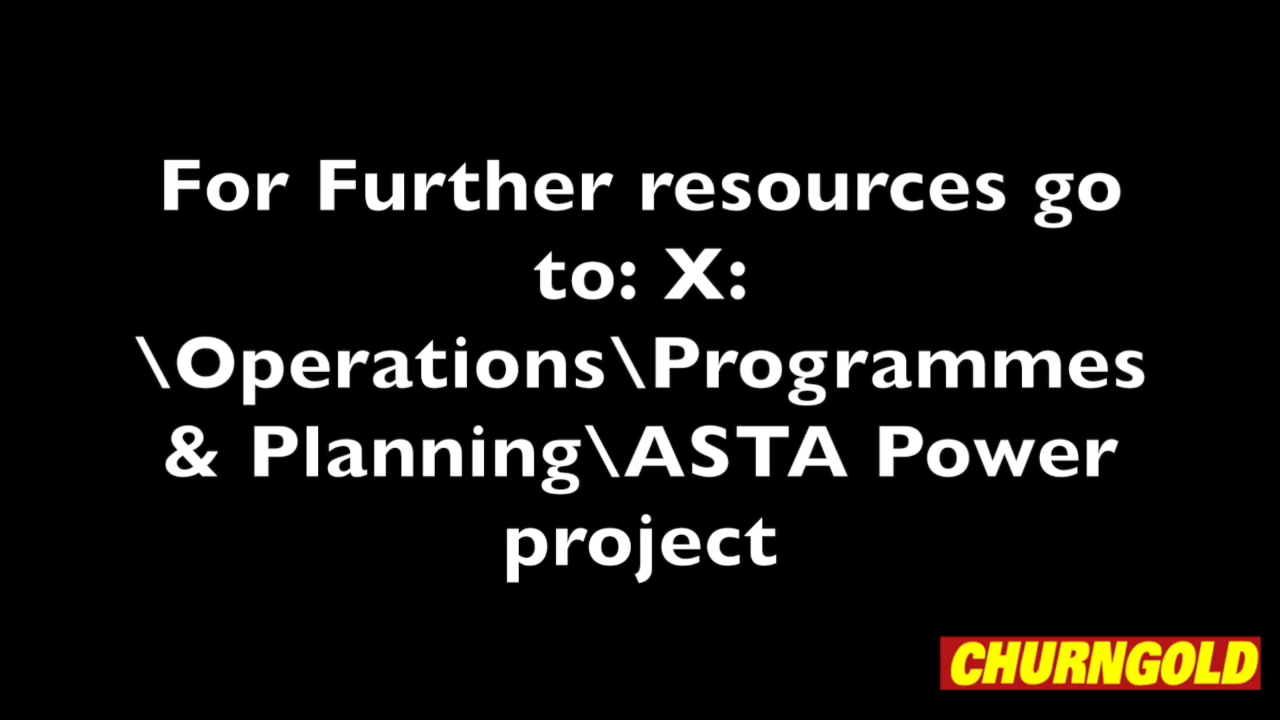 For Further resources go
to: X:
\Operations\Programmes
& Planning\ASTA Power
project
CHURNGOLD